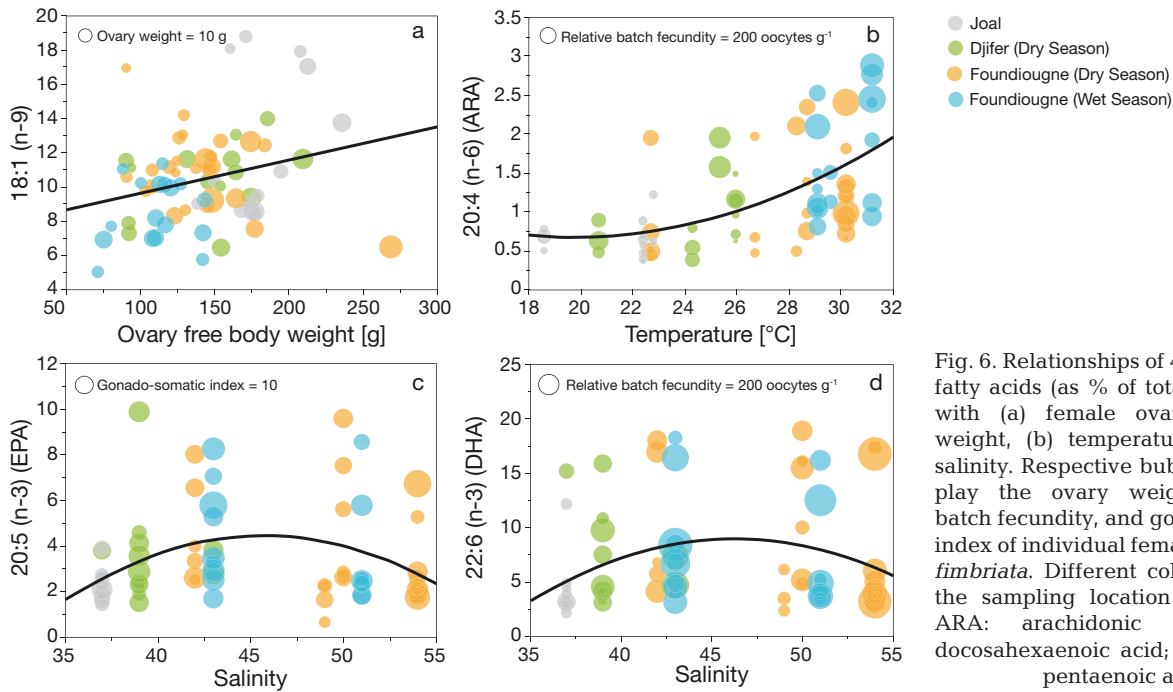 20
18
16
14
12
10
8
6
4
18:1 (n-9)
Ovary weight = 10 g
a
50 100 150 200 250 300
Ovary free body weight [g]
4.0
3.5
3.0
2.5
2
1.5
1
0.5
0
20:4 (n-6) (ARA)
Relative batch fecundity = 200 oocytes g-1
b
18 20 22 24 26 28 30 32
Temperature [°C]
Joal
Djifer (Dry Season)
Foundiougne (Dry Season)
Foundiougne (Wet Season)
12
10
8
6
4
2
0
20:5 (n-3) (EPA)
Gonado-somatic index = 10
c
35 40 45 50 55
Salinity
25
20
15
10
5
0
22:6 (n-3) (DHA)
Relative batch fecundity = 200 oocytes g-1
d
35 40 45 50 55
Salinity
Fig. 6. Relationships of 4
fatty acids (as % of tota
with (a) female ovar
weight, (b) temperatur
salinity. Respective bub
play the ovary weig
batch fecundity, and go
index of individual fema
fimbriata. Different col
the sampling location
ARA: arachidonic
docosahexaenoic acid;
pentaenoic a